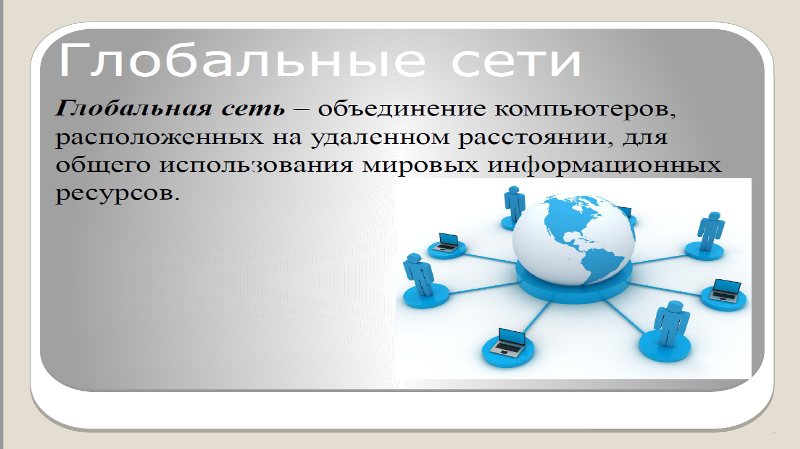 Глобальные сети
Глобальная сеть – объединение компьютеров,
расположенных на удаленном расстоянии, для
общего использования мировых информационных
ресурсов.